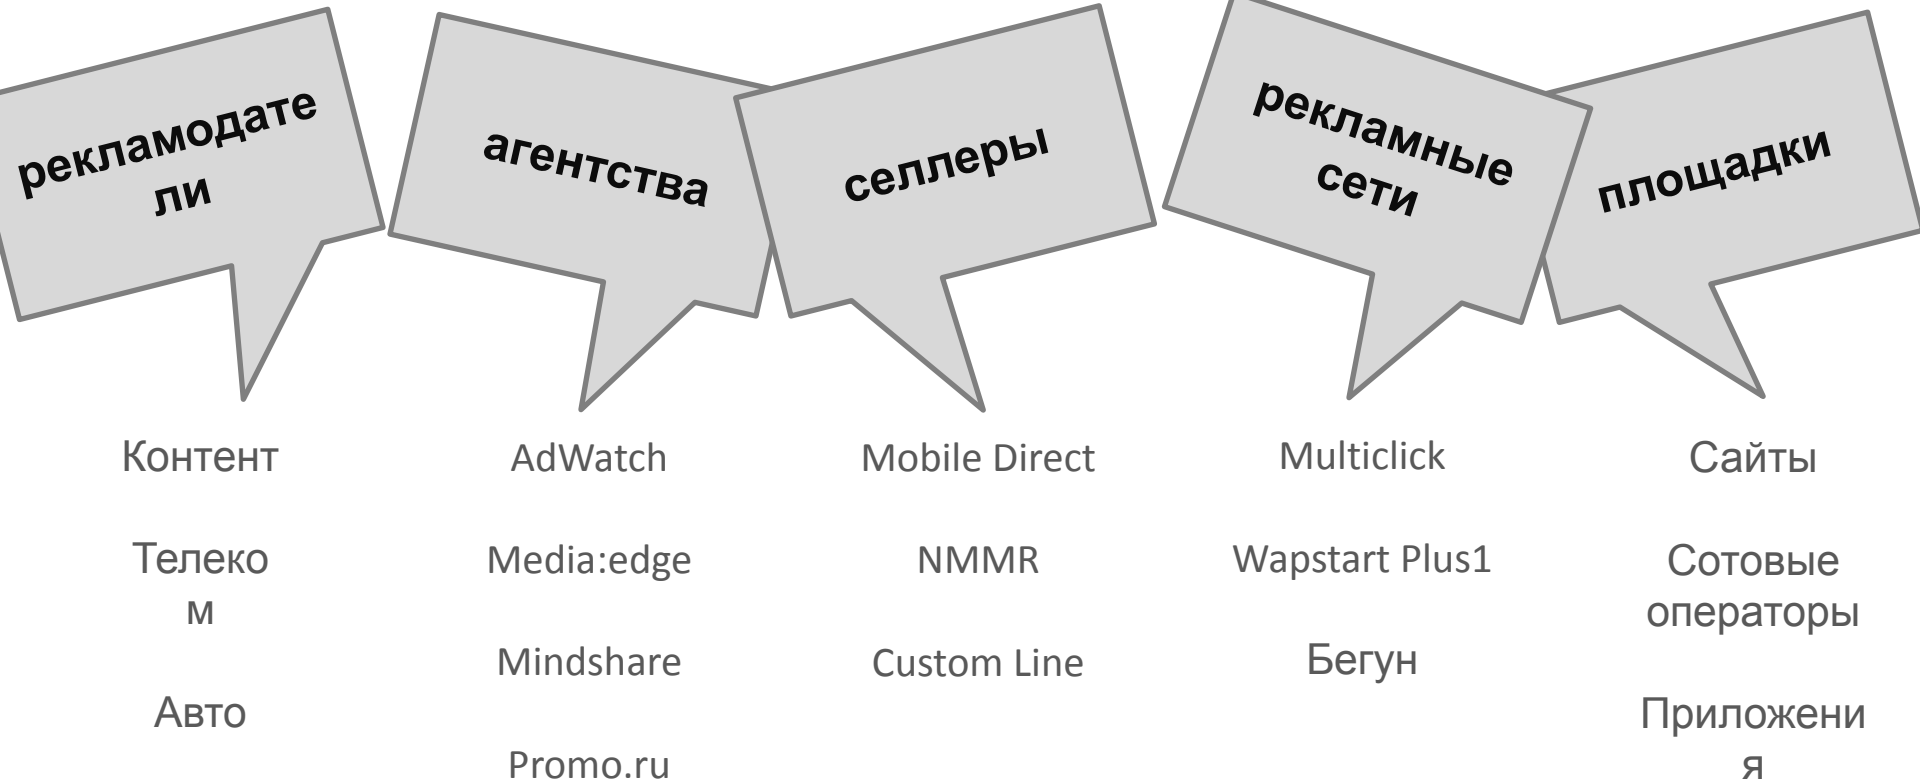 рекламодате
ли
агентства
селлеры
рекламные
сети
площадки
Контент
Телеко
м
Авто
AdWatch
Media:edge
Mindshare
Promo.ru
Mobile Direct
NMMR
Custom Line
Multiclick
Wapstart Plus1
Бегун
Сайты
Сотовые
операторы
Приложени
я